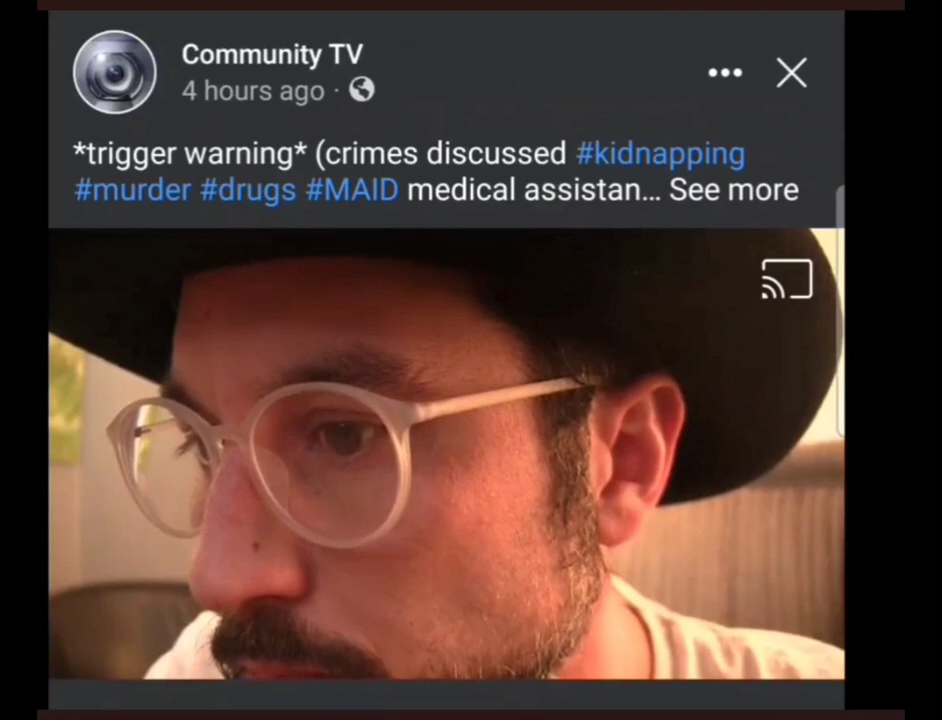 Community TV
4 hours ago ·
*trigger warning* (crimes discussed #kidnapping
#murder #drugs #MAID medical assistan... See more